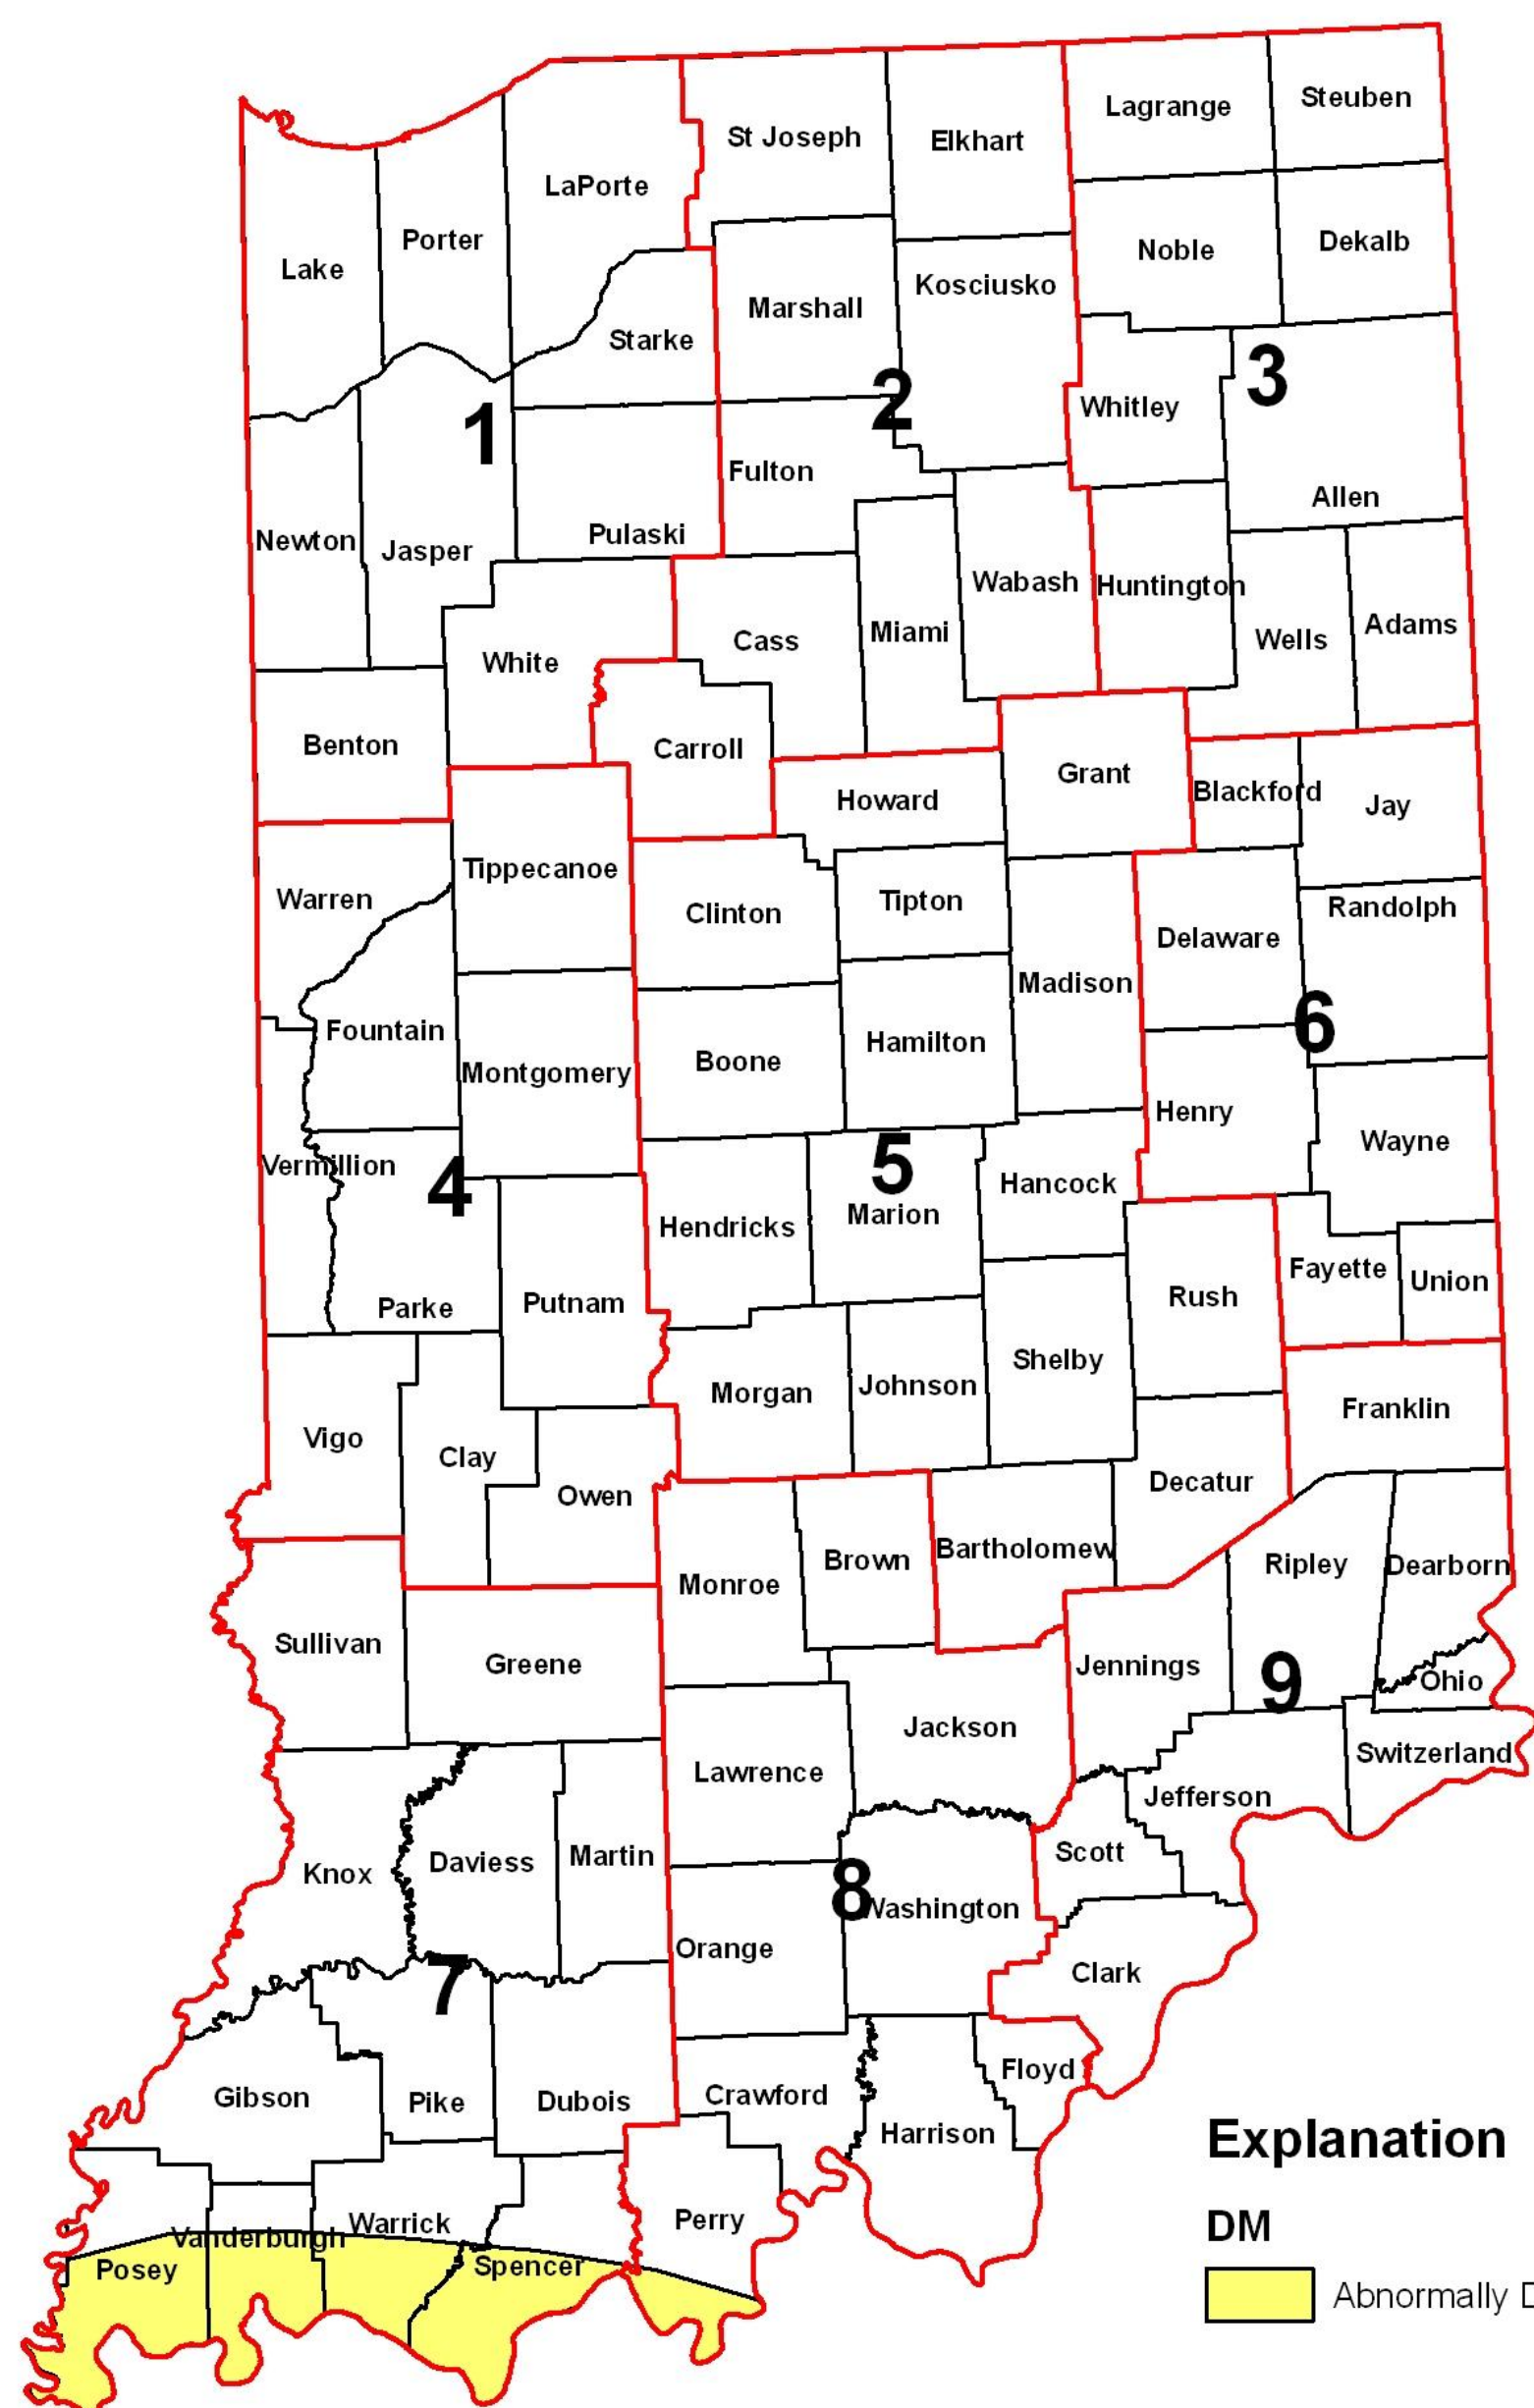 Lagrange
Steuben
St Joseph
Elkhart
LaPorte
Porter
Lake
Noble
Dekalb
Kosciusko
Marshall
Starke
1
2
3
Whitley
Fulton
Allen
Pulaski
Newton
Jasper
Wabash
Huntington
Miami
Adams
Wells
Cass
White
Benton
Carroll
Grant
Howard
Blackford
Jay
Tippecanoe
Warren
Clinton
Tipton
Randolph
Delaware
Madison
6
Fountain
Hamilton
Boone
Montgomery
Henry
Wayne
Vermillion
4
5
Hancock
Marion
Hendricks
Fayette
Union
Rush
Putnam
Parke
Shelby
Johnson
Morgan
Franklin
Vigo
Clay
Owen
Decatur
Bartholomew
Brown
Monroe
Ripley
Dearborn
Sullivan
Greene
Jennings
9
Ohio
Jackson
Switzerland
Lawrence
Jefferson
Scott
Knox
Daviess
Martin
8
Washington
Orange
Clark
7
Floyd
Gibson
Pike
Dubois
Crawford
Harrison
Explanation
Perry
Warrick
DM
Vanderburgh
Posey
Spencer
Abnormally D